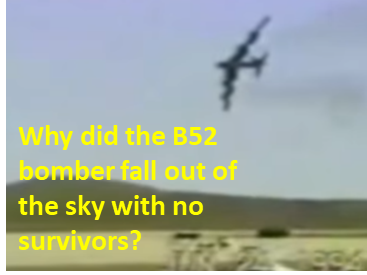 Why did the B52
bomber fall out of
the sky with no
survivors?